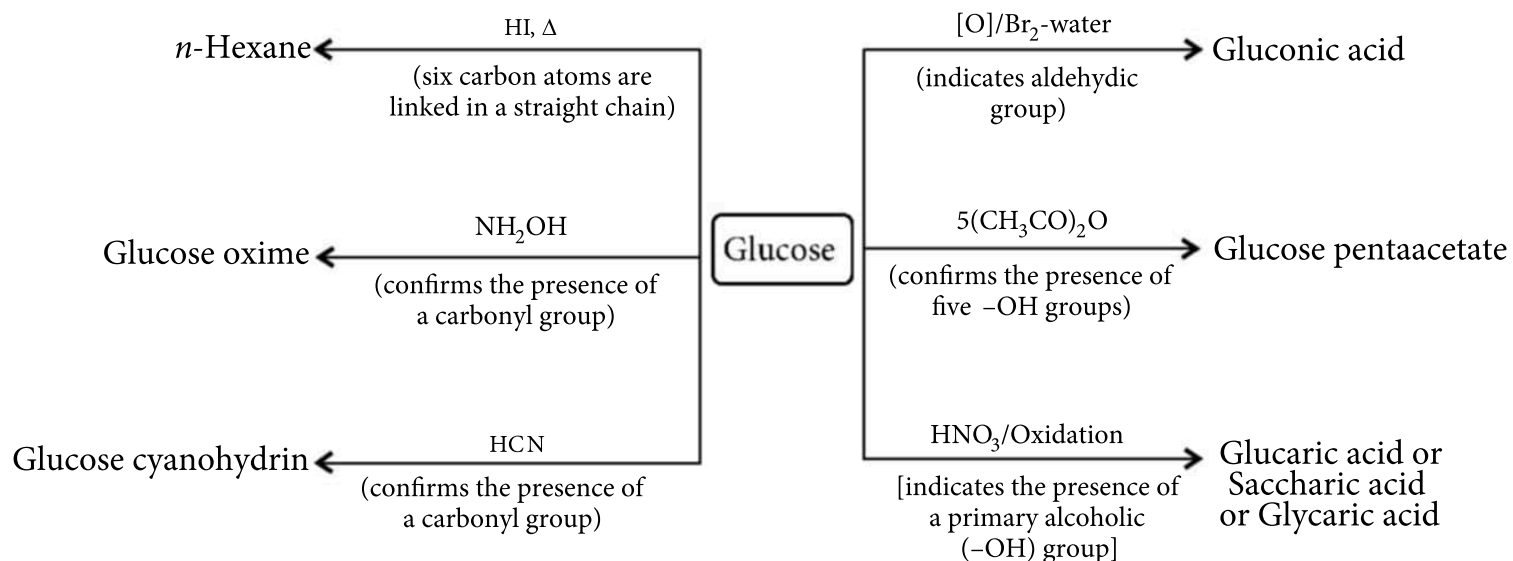 HI, Δ
n-Hexane
(six carbon atoms are
linked in a straight chain)
NH₂OH
Glucose oxime
(confirms the presence of
a carbonyl group)
HCN
Glucose cyanohydrin
(confirms the presence of
a carbonyl group)
Glucose
[O]/Br₂-water
Gluconic acid
(indicates aldehydic
group)
5(CH₃CO)₂O
Glucose pentaacetate
(confirms the presence of
five –OH groups)
HNO₃/Oxidation
Glucaric acid or
Saccharic acid
or Glycaric acid
[indicates the presence of
a primary alcoholic
(–OH) group]